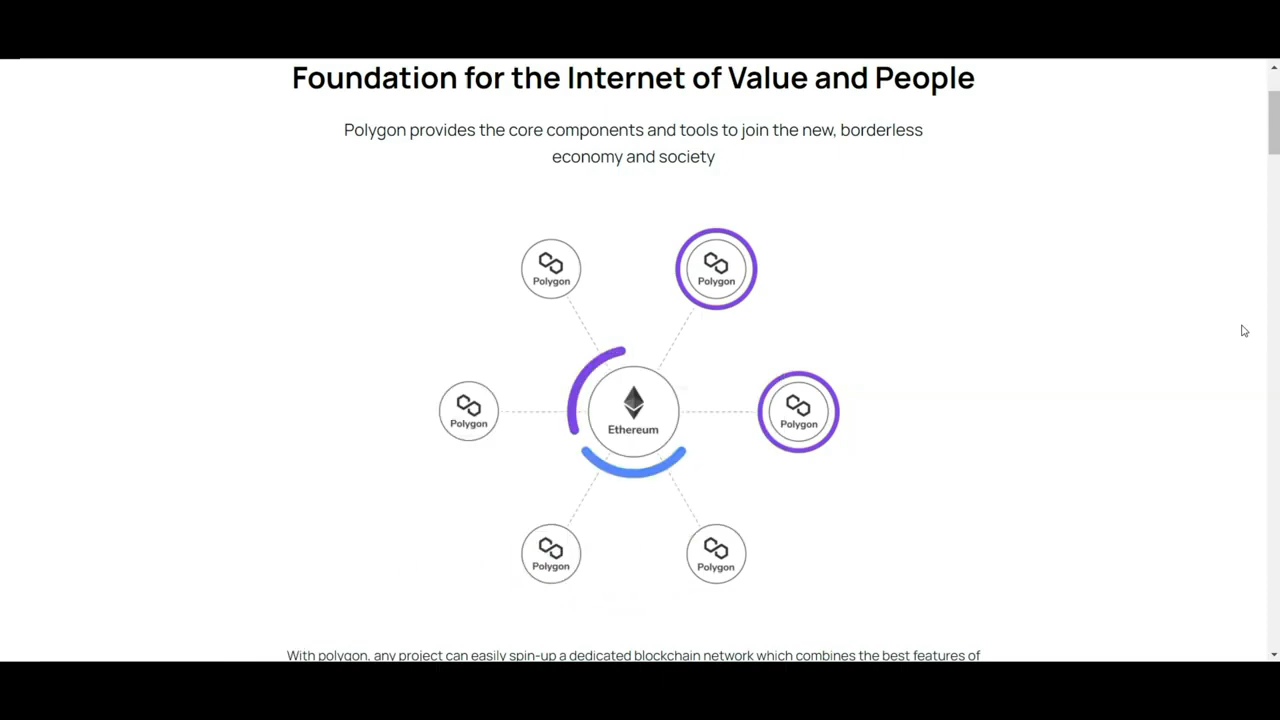 Foundation for the Internet of Value and People
Polygon provides the core components and tools to join the new, borderless
economy and society
Polygon
Polygon
Polygon
Ethereum
Polygon
Polygon
Polygon
With polygon, any project can easily spin-up a dedicated blockchain network which combines the best features of